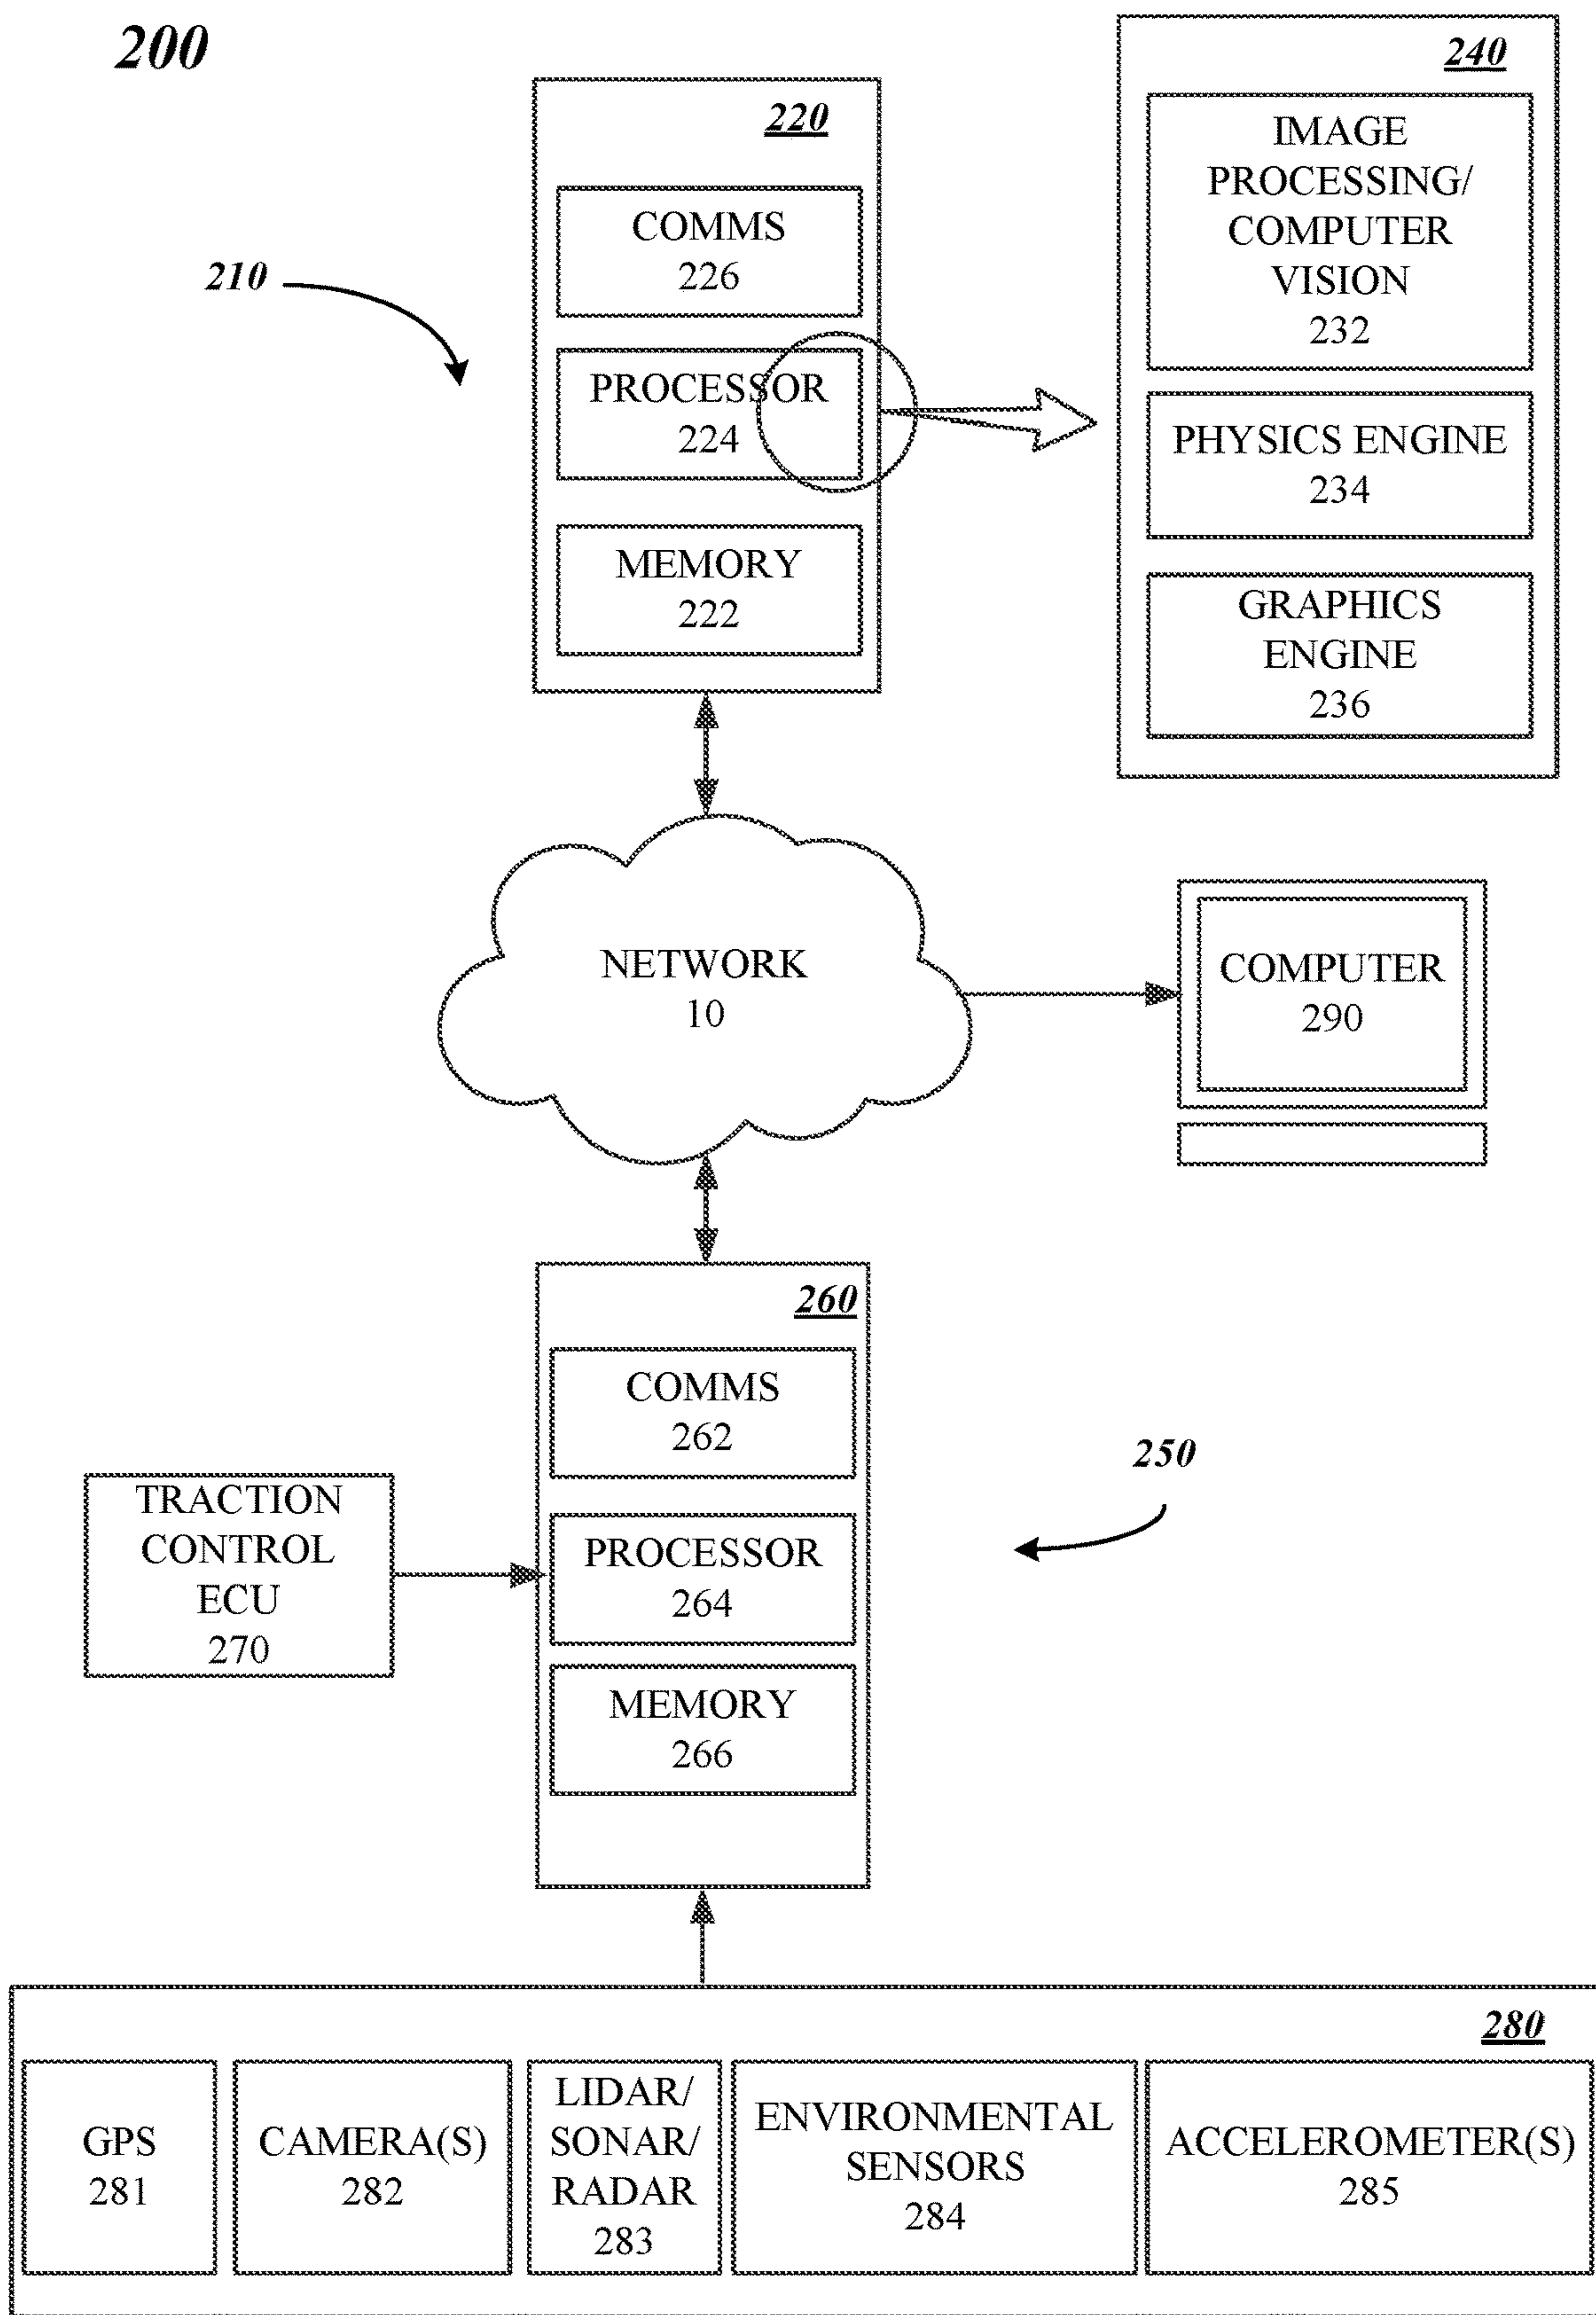 200
220
COMMS
226
210
PROCESSOR
224
MEMORY
222
240
IMAGE
PROCESSING/
COMPUTER
VISION
232
PHYSICS ENGINE
234
GRAPHICS
ENGINE
236
NETWORK
10
COMPUTER
290
260
COMMS
262
PROCESSOR
264
MEMORY
266
250
TRACTION
CONTROL
ECU
270
280
GPS
281
CAMERA(S)
282
LIDAR/
SONAR/
RADAR
283
ENVIRONMENTAL
SENSORS
284
ACCELEROMETER(S)
285